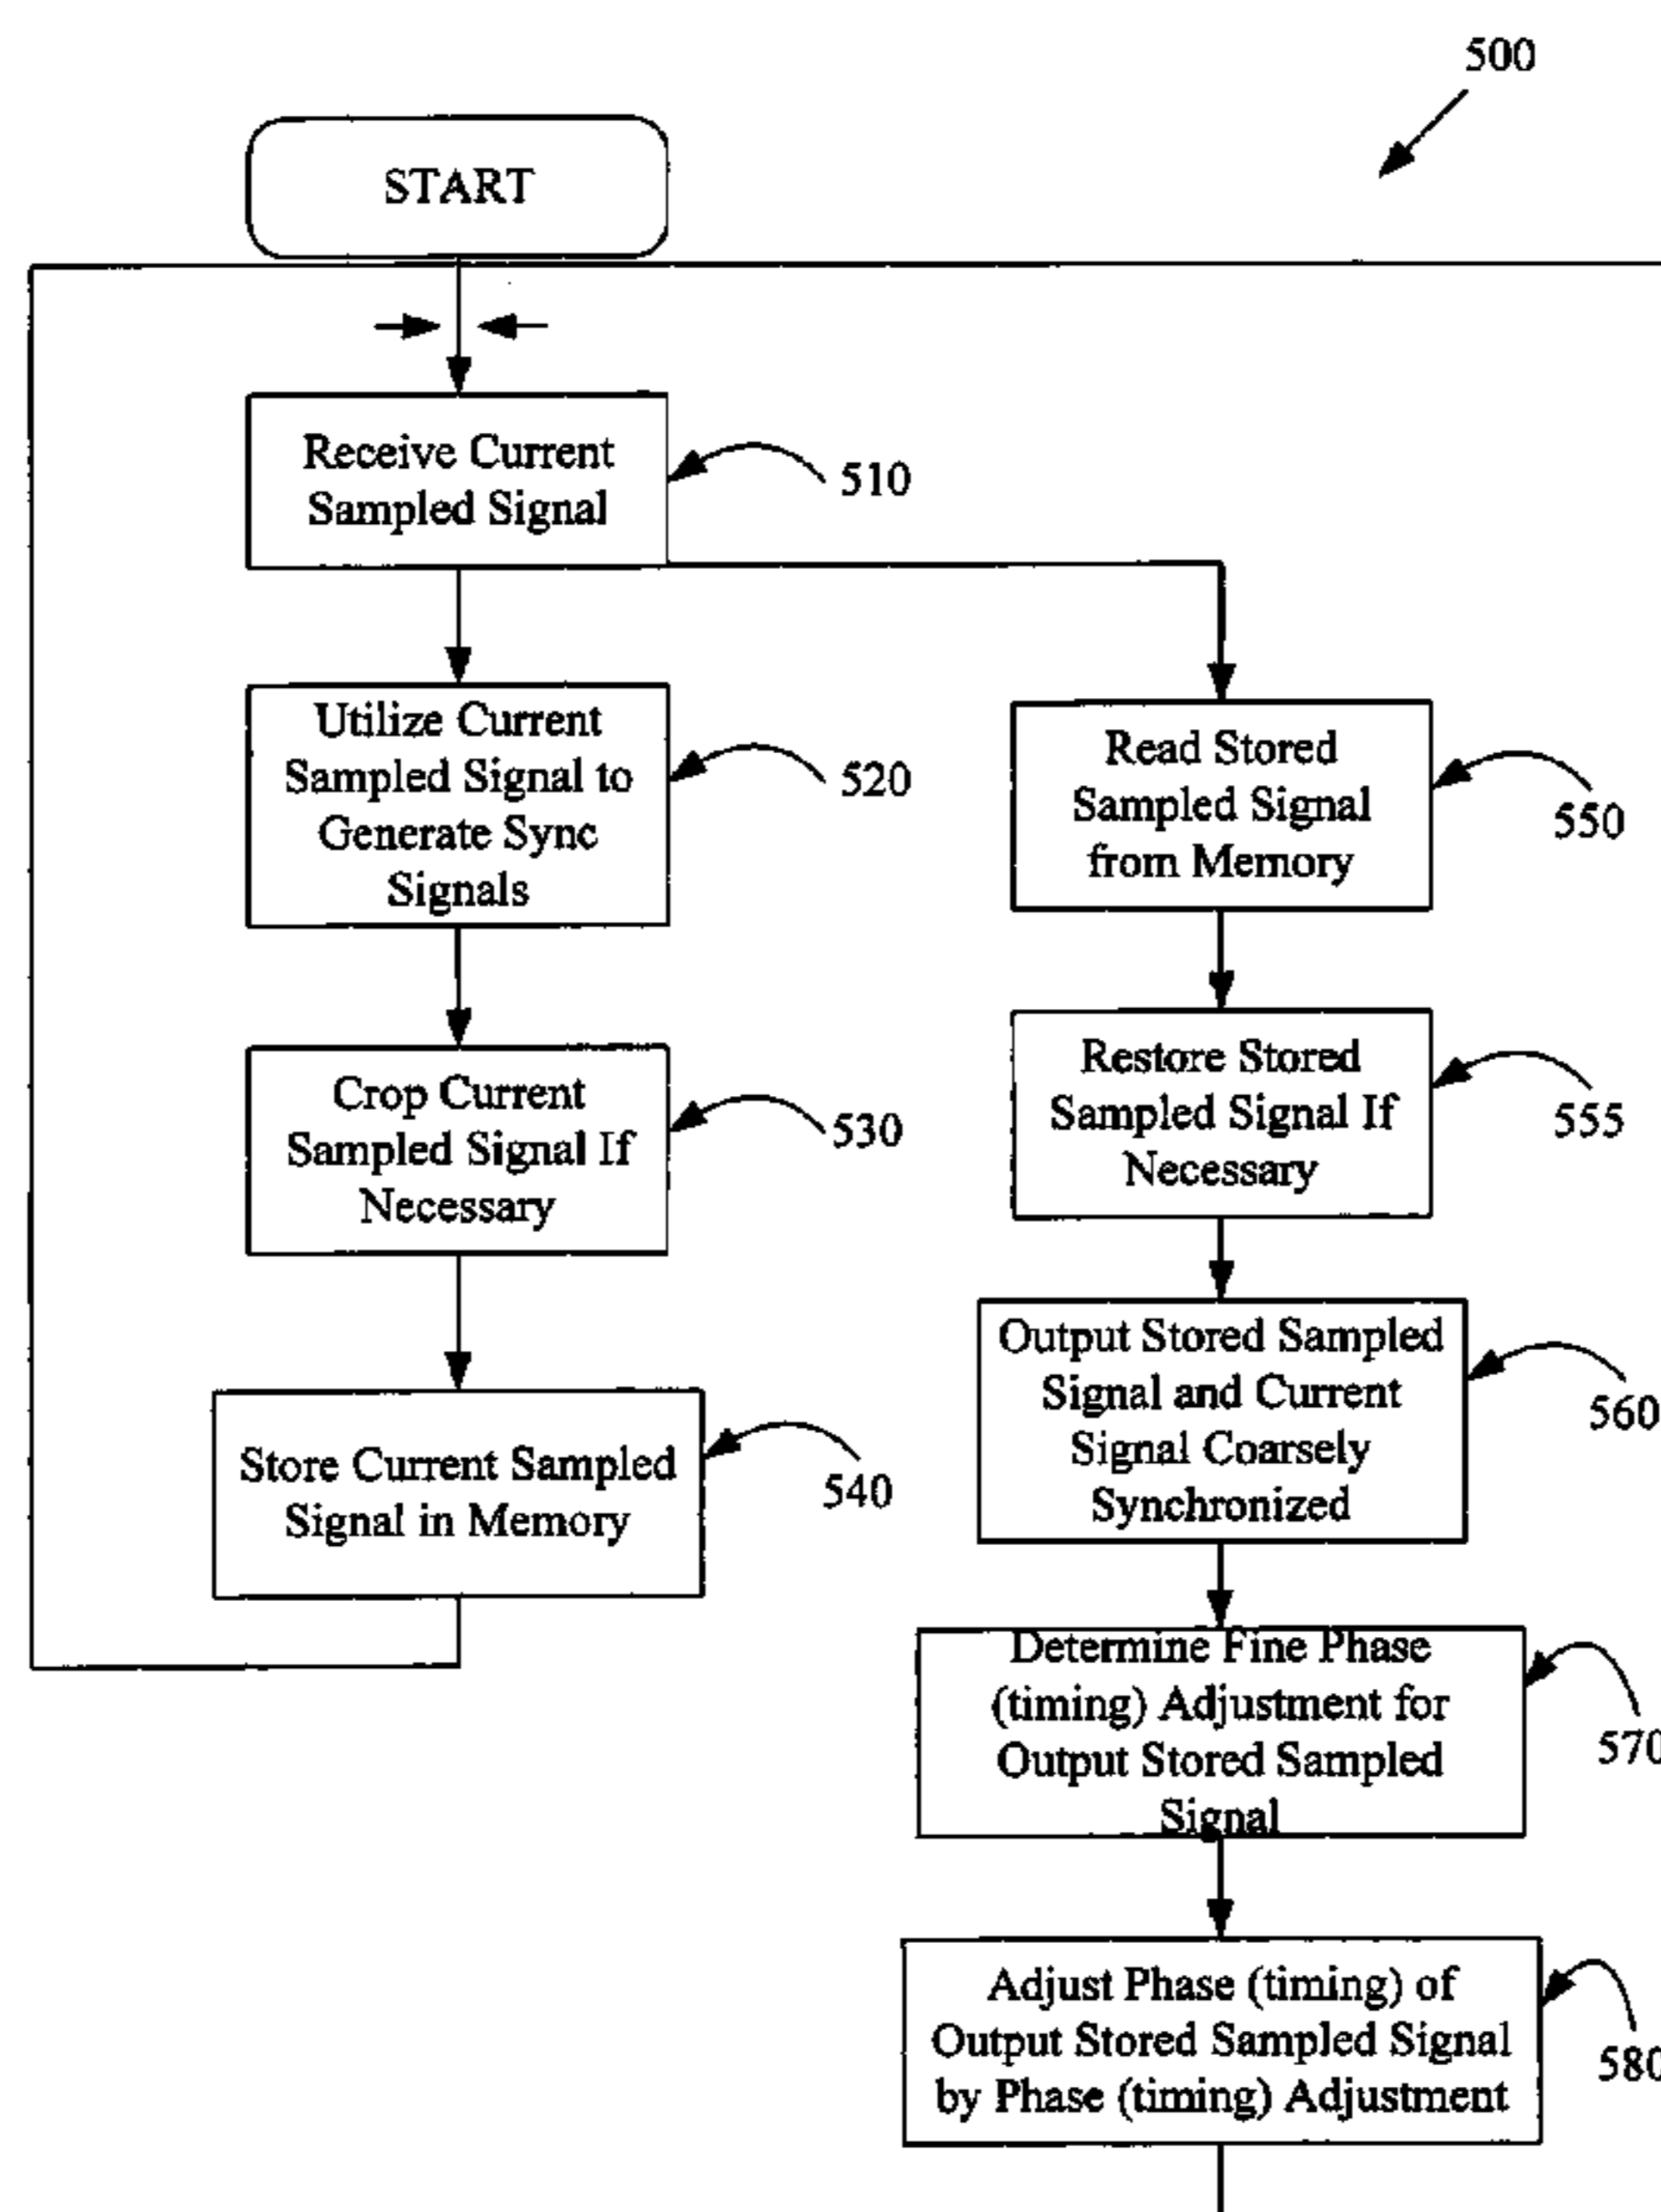 500
START
Receive Current
Sampled Signal
510
Utilize Current
Sampled Signal to
Generate Sync
Signals
520
Crop Current
Sampled Signal If
Necessary
530
Store Current Sampled
Signal in Memory
540
Read Stored
Sampled Signal
from Memory
550
Restore Stored
Sampled Signal If
Necessary
555
Output Stored Sampled
Signal and Current
Signal Coarsely
Synchronized
560
Determine Fine Phase
(timing) Adjustment for
Output Stored Sampled
Signal
570
Adjust Phase (timing) of
Output Stored Sampled Signal
by Phase (timing) Adjustment
580